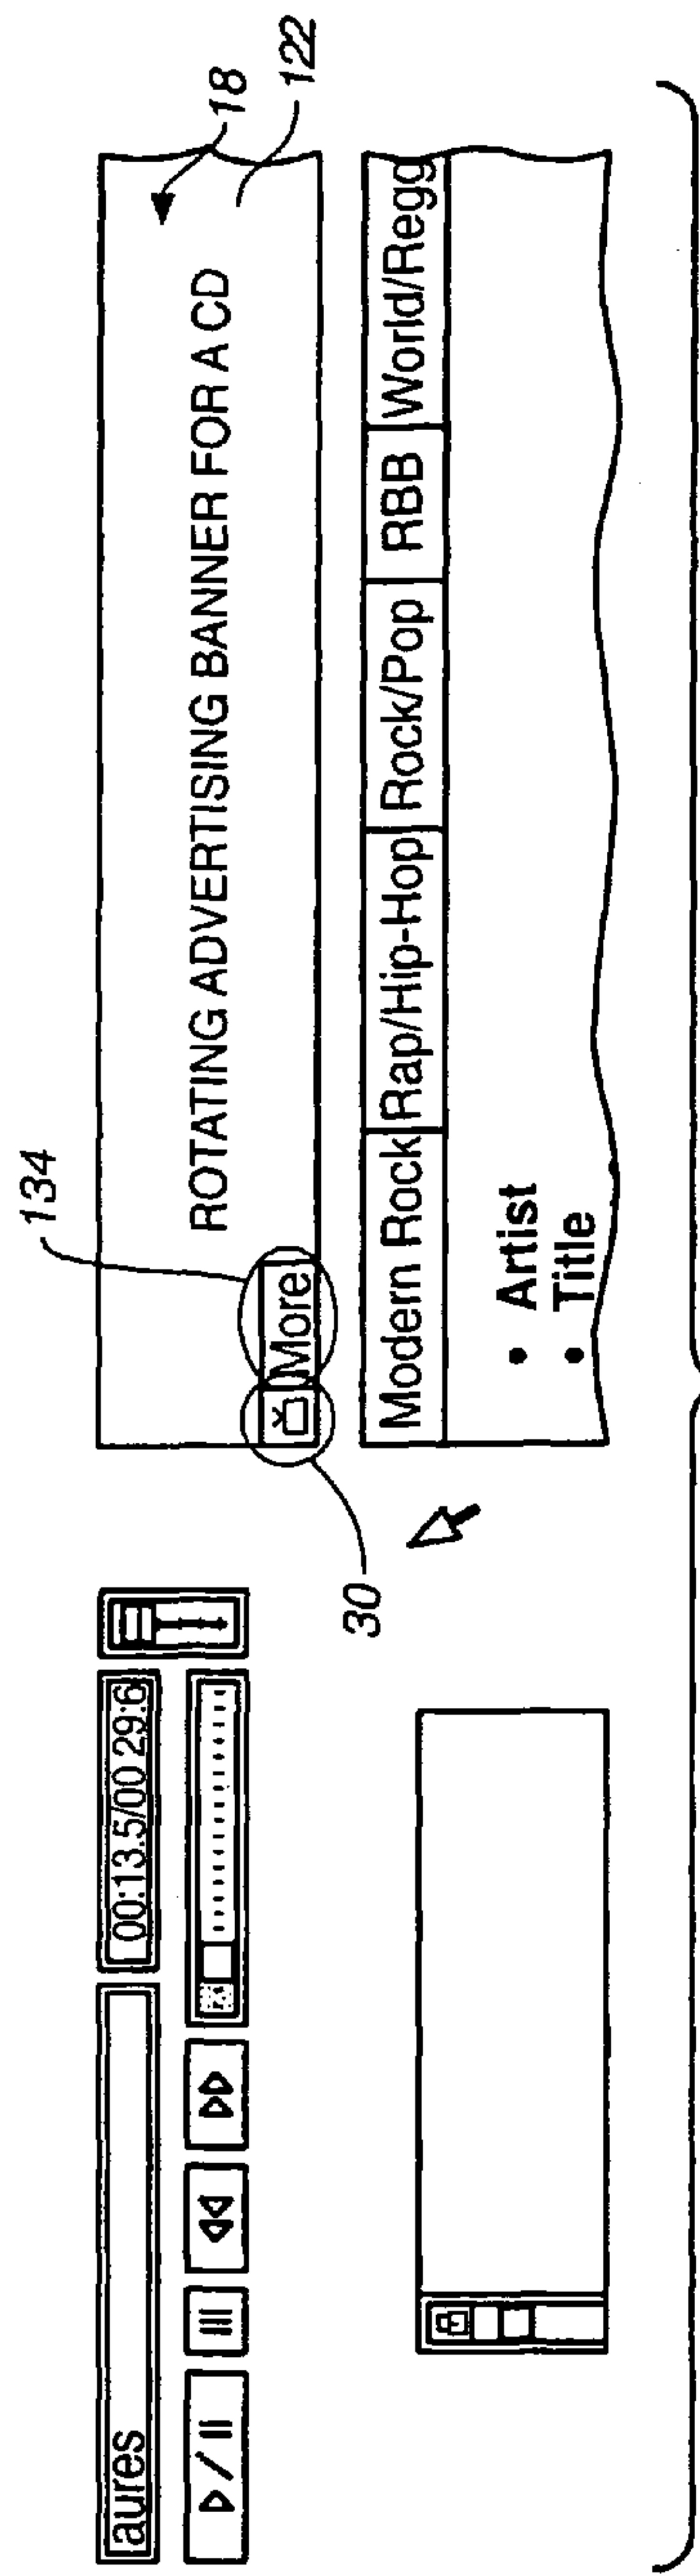 18
122
134
ROTATING ADVERTISING BANNER FOR A CD
More
30
aures
00:13.5/00 29:6
Modern Rock Rap/Hip-Hop Rock/Pop RBB World/Regg
• Artist
• Title